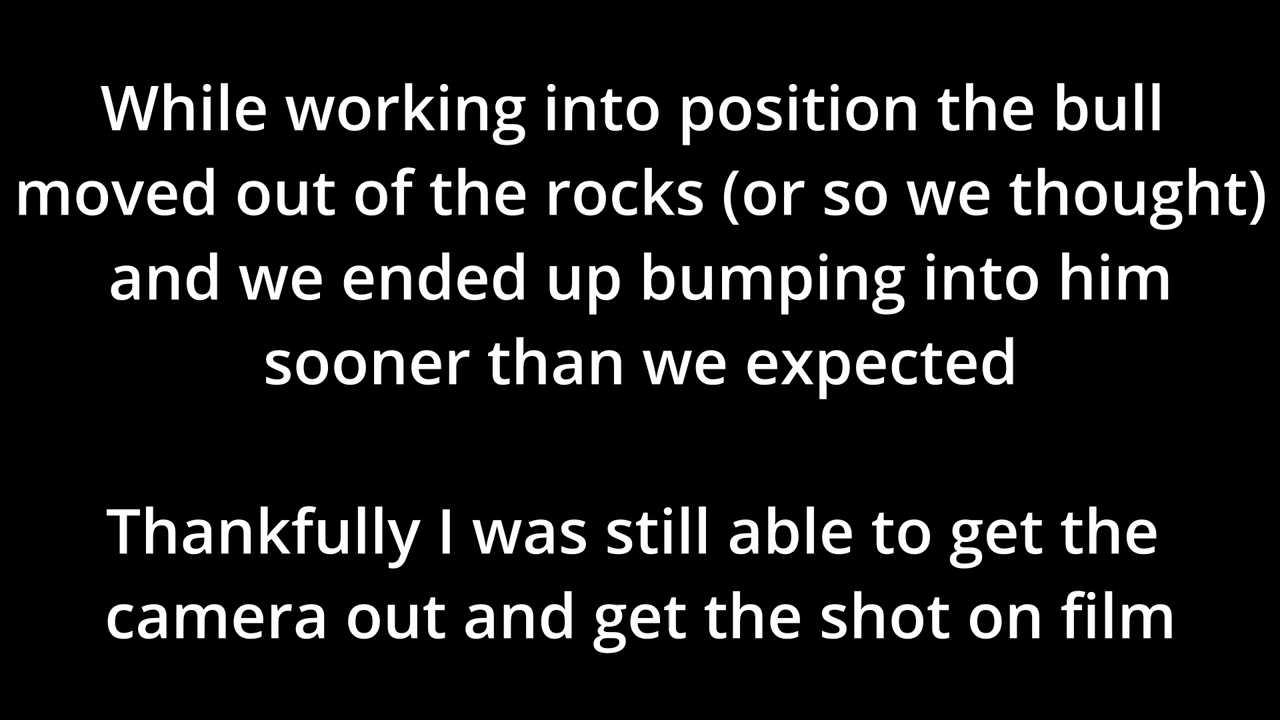 While working into position the bull
moved out of the rocks (or so we thought)
and we ended up bumping into him
sooner than we expected
Thankfully I was still able to get the
camera out and get the shot on film